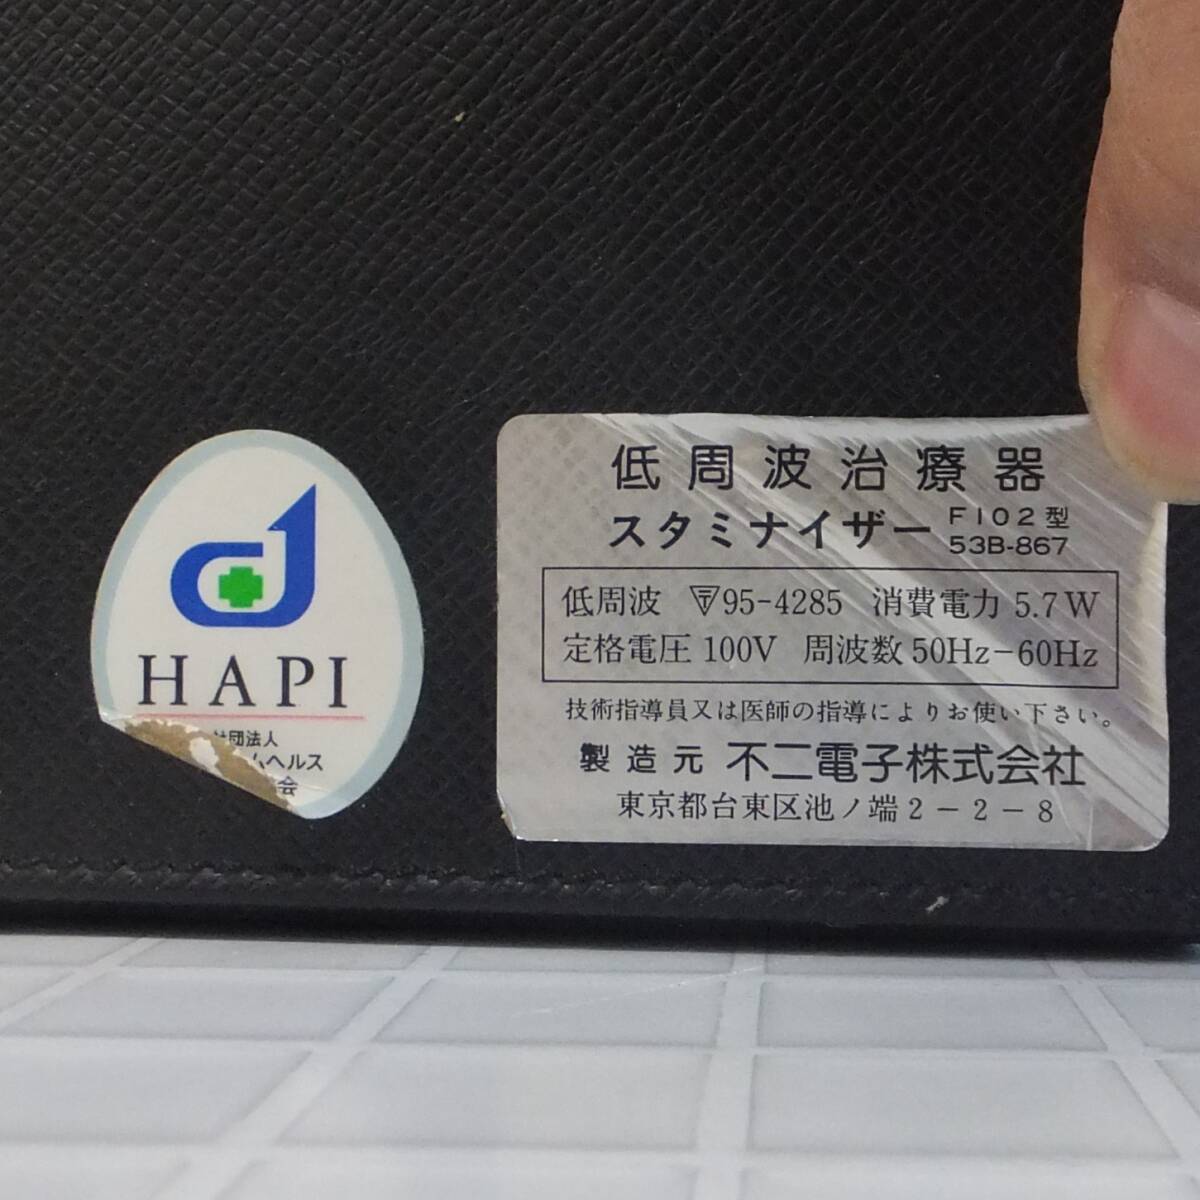 HAPI
社団法人
ムヘルス
会
低周波治療器
スタミナイザー F102型
53B-867
低周波 〒95-4285 消費電力 5.7W
定格電圧 100V 周波数 50Hz-60Hz
技術指導員又は医師の指導によりお使い下さい。
製造元 不二電子株式会社
東京都台東区池ノ端2-2-8